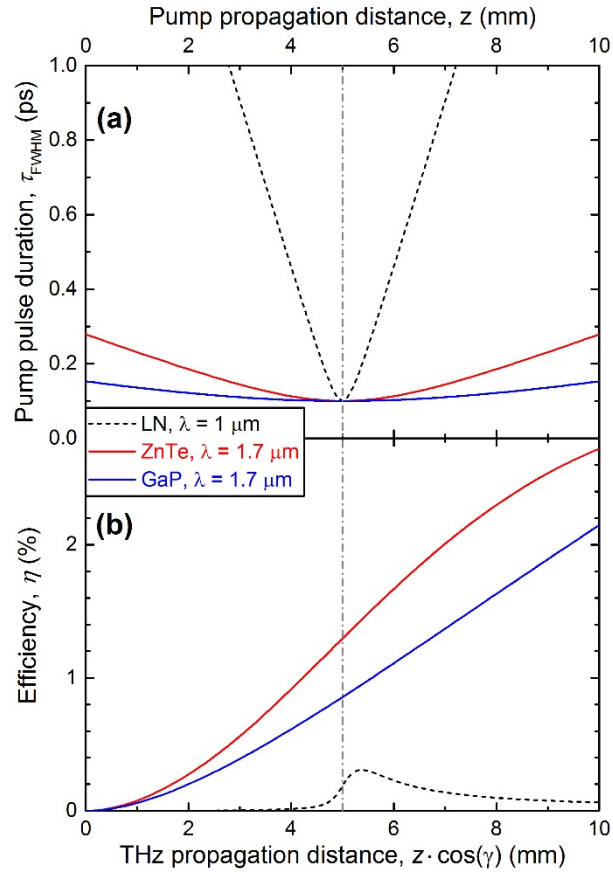 Pump propagation distance, z (mm)
0 2 4 6 8 10
1.0
(a)
0.8
0.6
0.4
0.2
0.0
Pump pulse duration, τFWHM (ps)
LN, λ = 1 μm
ZnTe, λ = 1.7 μm
GaP, λ = 1.7 μm
(b)
2
1
0
Efficiency, η (%)
0 2 4 6 8 10
THz propagation distance, z·cos(γ) (mm)